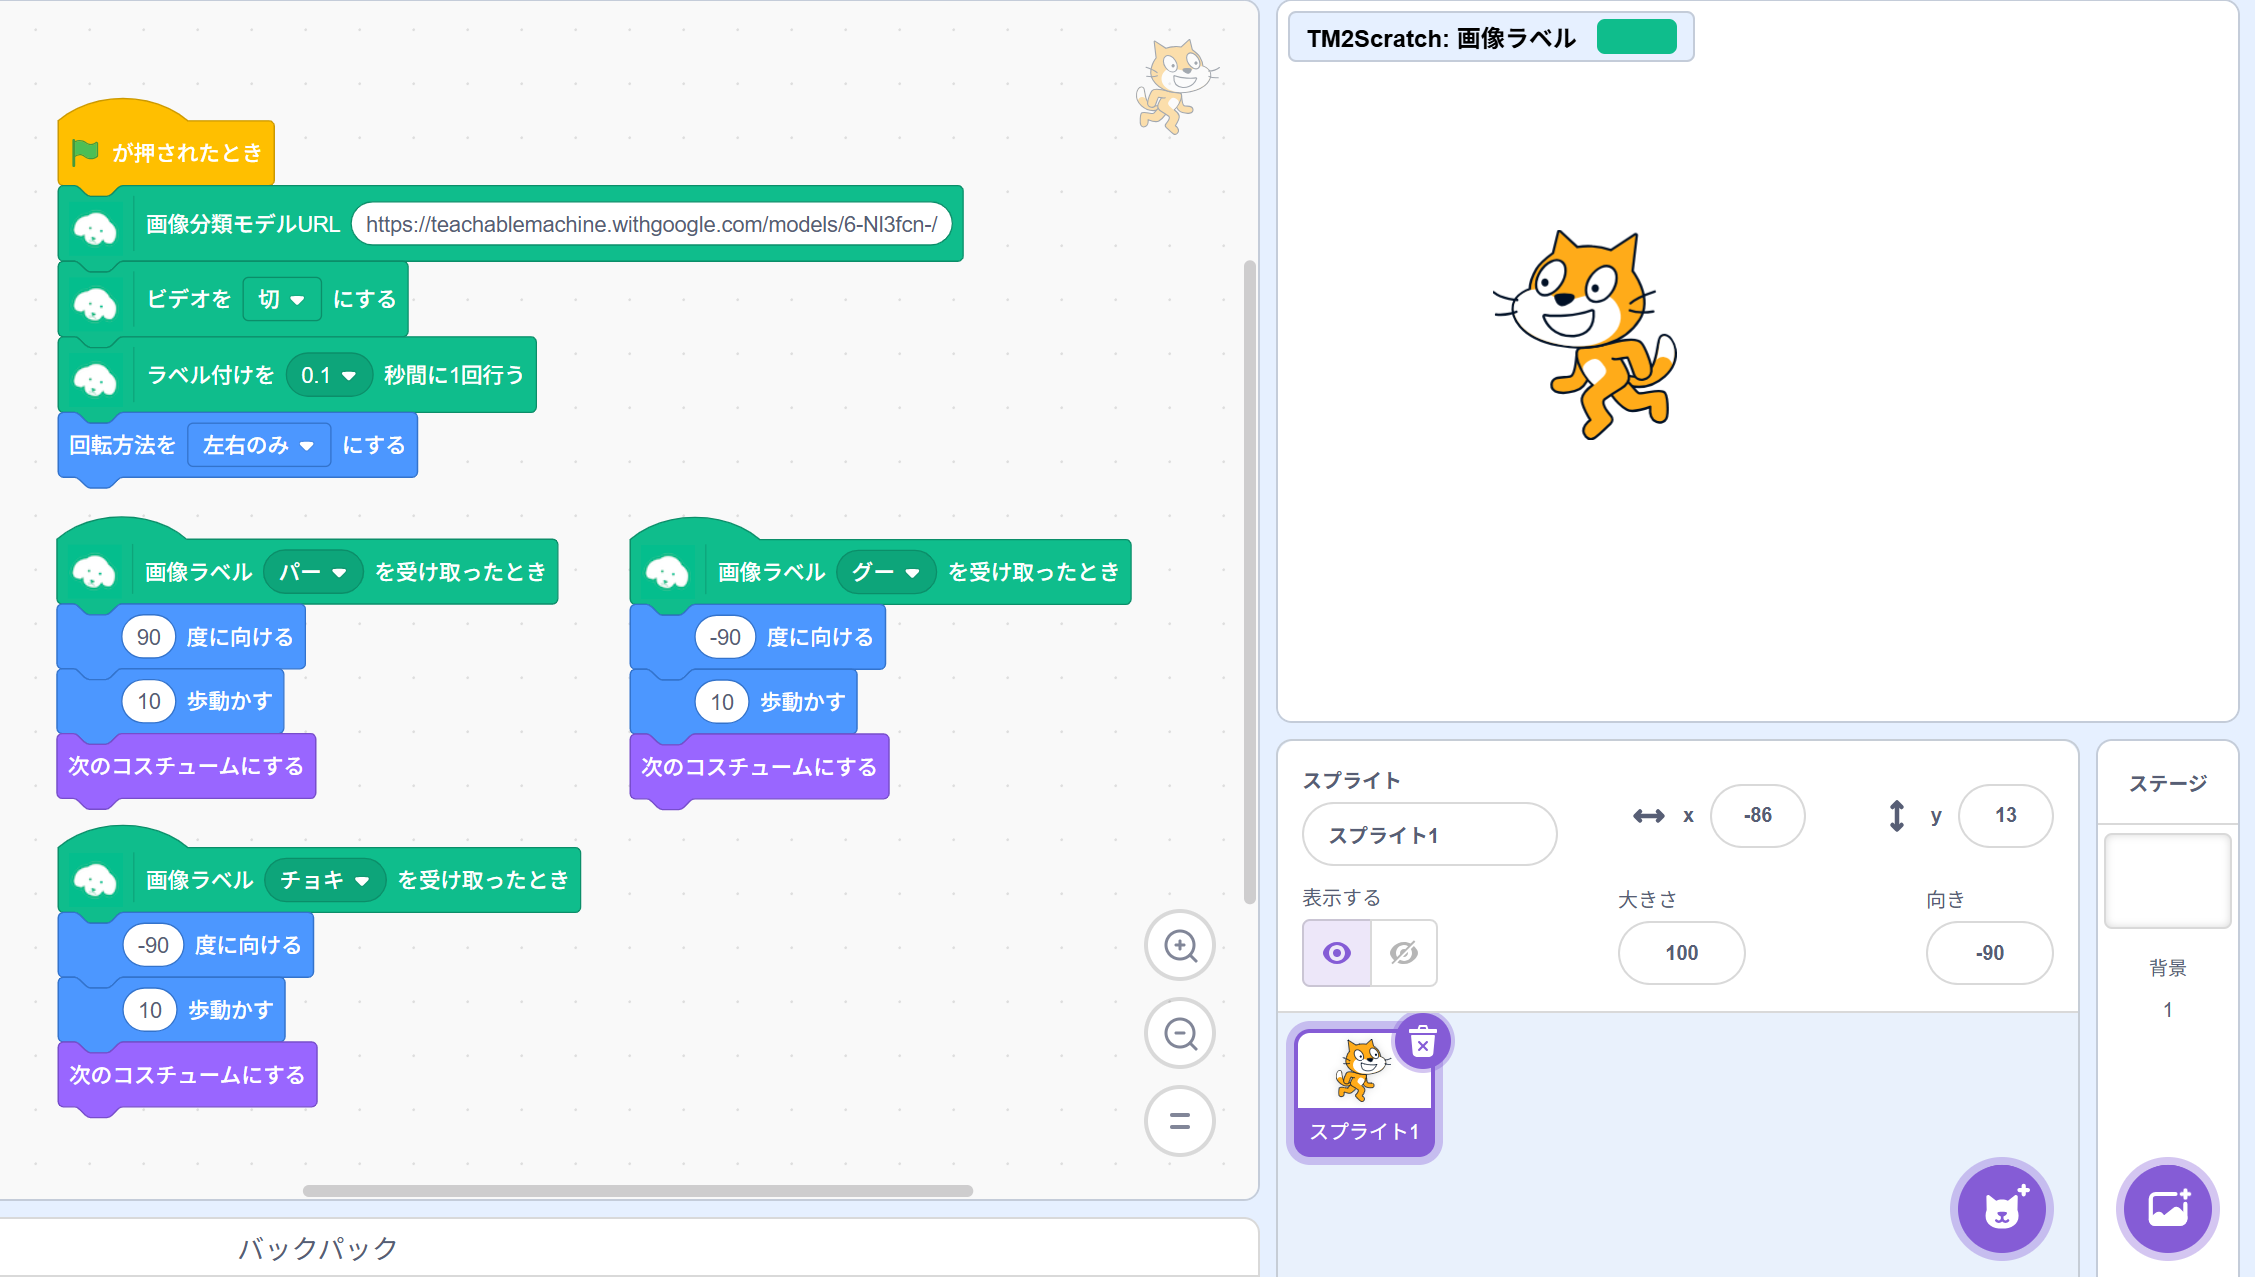 が押されたとき
画像分類モデルURL https://teachablemachine.withgoogle.com/models/6-NI3fcn-/
ビデオを 切 にする
ラベル付けを 0.1 秒間に1回行う
回転方法を 左右のみ にする
画像ラベル パー を受け取ったとき
90 度に向ける
10 歩動かす
次のコスチュームにする
画像ラベル グー を受け取ったとき
-90 度に向ける
10 歩動かす
次のコスチュームにする
画像ラベル チョキ を受け取ったとき
-90 度に向ける
10 歩動かす
次のコスチュームにする
バックパック
TM2Scratch: 画像ラベル
スプライト
スプライト1
x -86
y 13
表示する
大きさ
100
向き
-90
スプライト1
ステージ
背景
1